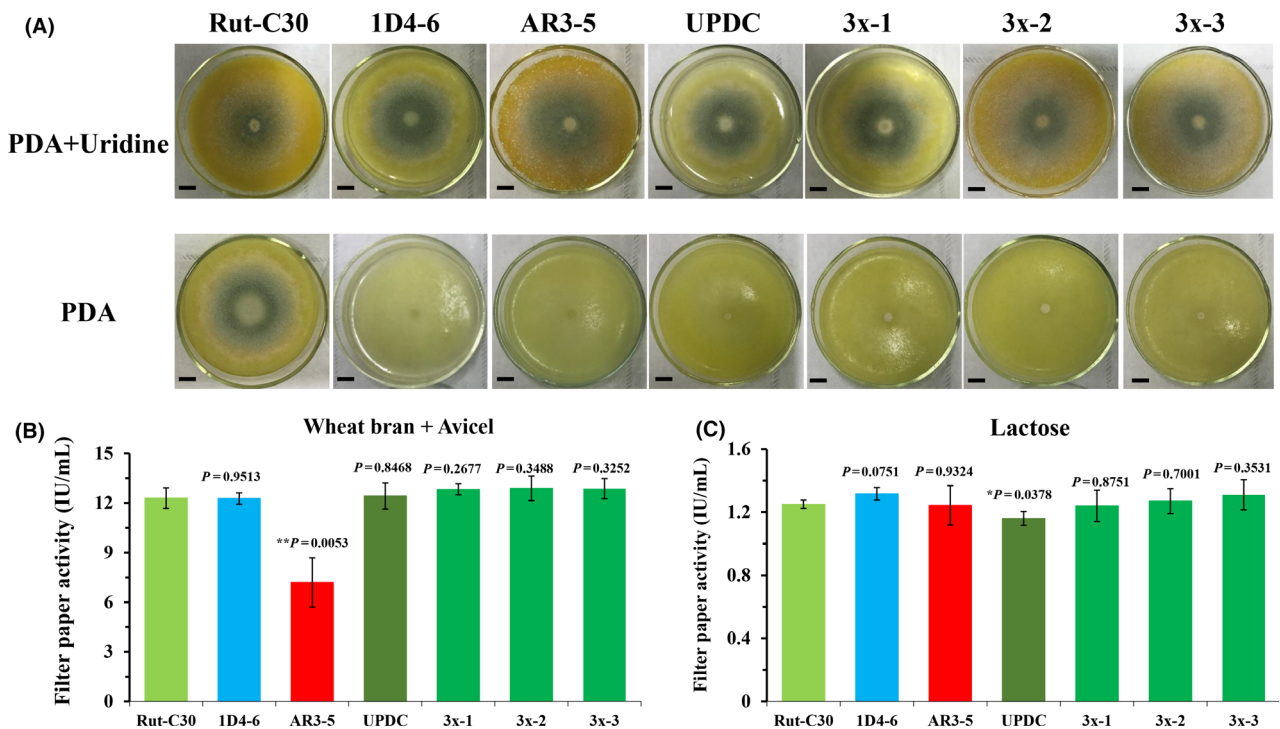 (A)
Rut-C30 1D4-6 AR3-5 UPDC 3x-1 3x-2 3x-3
PDA+Uridine
PDA
(B)
Wheat bran + Avicel
Filter paper activity (IU/mL)
15
12
9
6
3
0
P = 0.9513
**P = 0.0053
P = 0.8468
P = 0.2677
P = 0.3488
P = 0.3252
Rut-C30 1D4-6 AR3-5 UPDC 3x-1 3x-2 3x-3
(C)
Lactose
Filter paper activity (IU/mL)
1.6
1.2
0.8
0.4
0
P = 0.0751
P = 0.9324
*P = 0.0378
P = 0.8751
P = 0.7001
P = 0.3531
Rut-C30 1D4-6 AR3-5 UPDC 3x-1 3x-2 3x-3